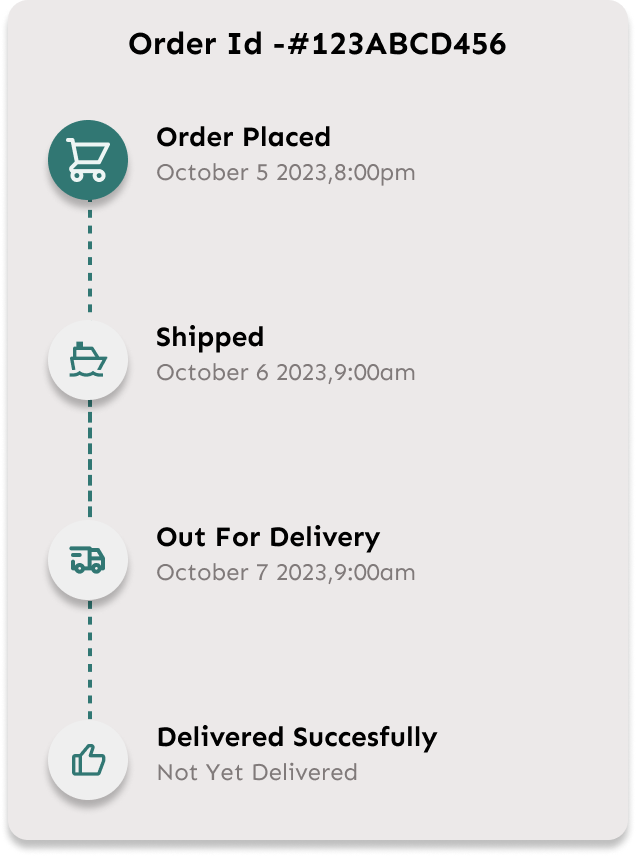 Order Id -#123ABCD456
Order Placed
October 5 2023,8:00pm
Shipped
October 6 2023,9:00am
Out For Delivery
October 7 2023,9:00am
Delivered Succesfully
Not Yet Delivered